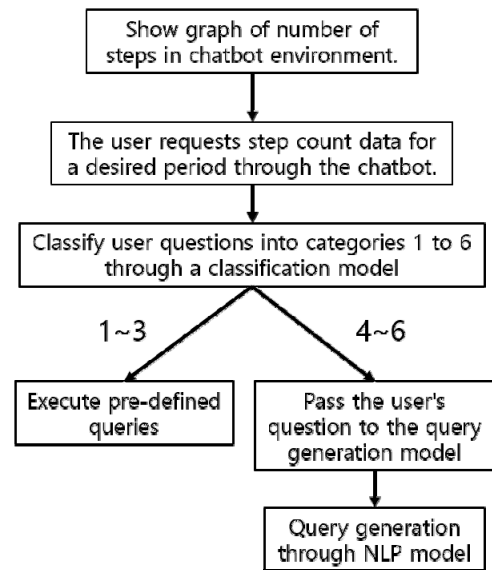 Show graph of number of
steps in chatbot environment.
The user requests step count data for
a desired period through the chatbot.
Classify user questions into categories 1 to 6
through a classification model
1~3
4~6
Execute pre-defined
queries
Pass the user's
question to the query
generation model
Query generation
through NLP model